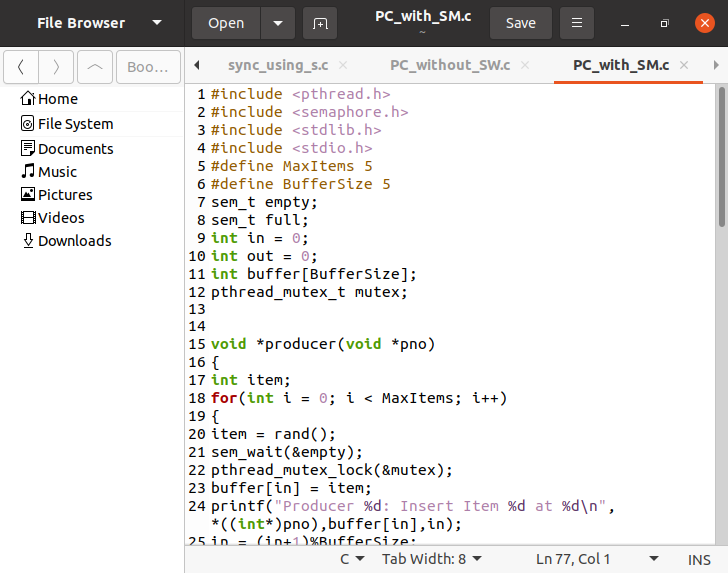 File Browser
Open
PC_with_SM.c
~
Save
Boo...
sync_using_s.c
PC_without_SW.c
PC_with_SM.c
Home
File System
Documents
Music
Pictures
Videos
Downloads
1 #include <pthread.h>
2 #include <semaphore.h>
3 #include <stdlib.h>
4 #include <stdio.h>
5 #define MaxItems 5
6 #define BufferSize 5
7 sem_t empty;
8 sem_t full;
9 int in = 0;
10 int out = 0;
11 int buffer[BufferSize];
12 pthread_mutex_t mutex;
13
14
15 void *producer(void *pno)
16 {
17 int item;
18 for(int i = 0; i < MaxItems; i++)
19 {
20 item = rand();
21 sem_wait(&empty);
22 pthread_mutex_lock(&mutex);
23 buffer[in] = item;
24 printf("Producer %d: Insert Item %d at %d\n",
*((int*)pno),buffer[in],in);
25 in = (in+1)%BufferSize;
C
Tab Width: 8
Ln 77, Col 1
INS